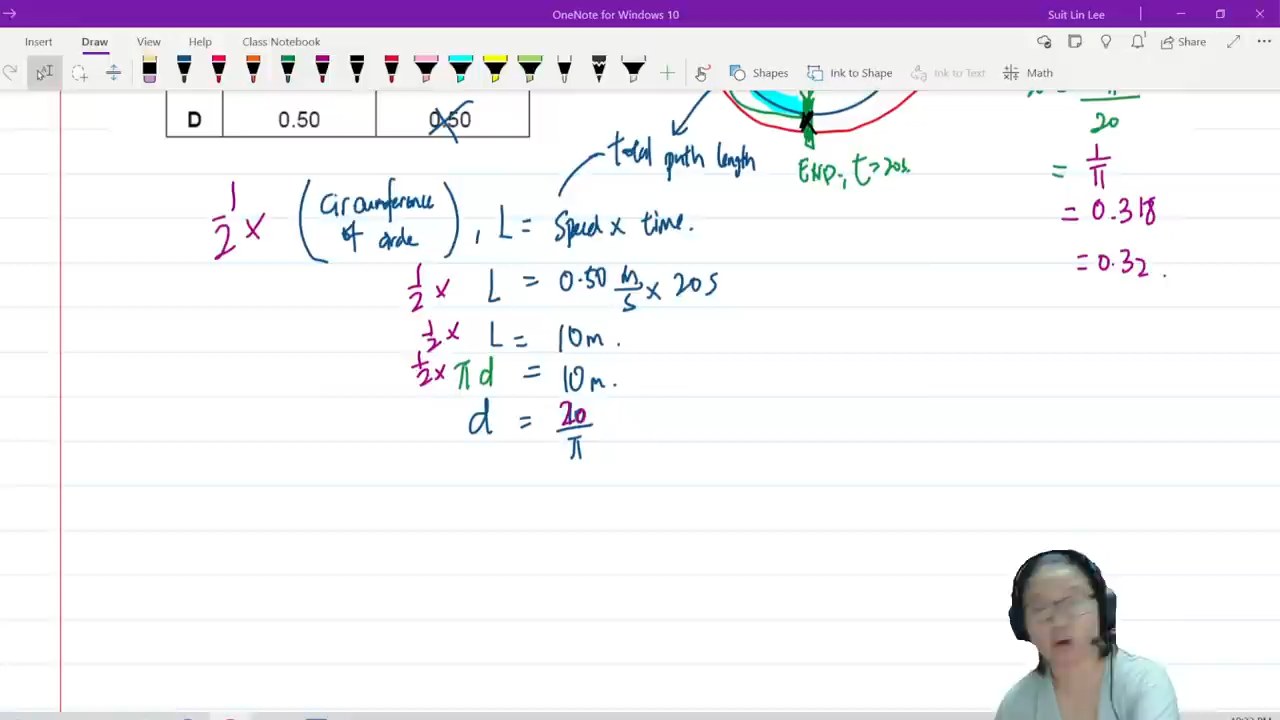 OneNote for Windows 10
Suit Lin Lee
Insert Draw View Help Class Notebook
Share
Shapes Ink to Shape Ink to Text Math
D 0.50 0.50
total path length
END, t=20s.
20
= 1/π
= 0.318
= 0.32.
1/2 × (Circumference of circle), L = Speed × time.
1/2 × L = 0.50 m/s × 20s
1/2 × L = 10m.
1/2 × πd = 10m.
d = 20/π